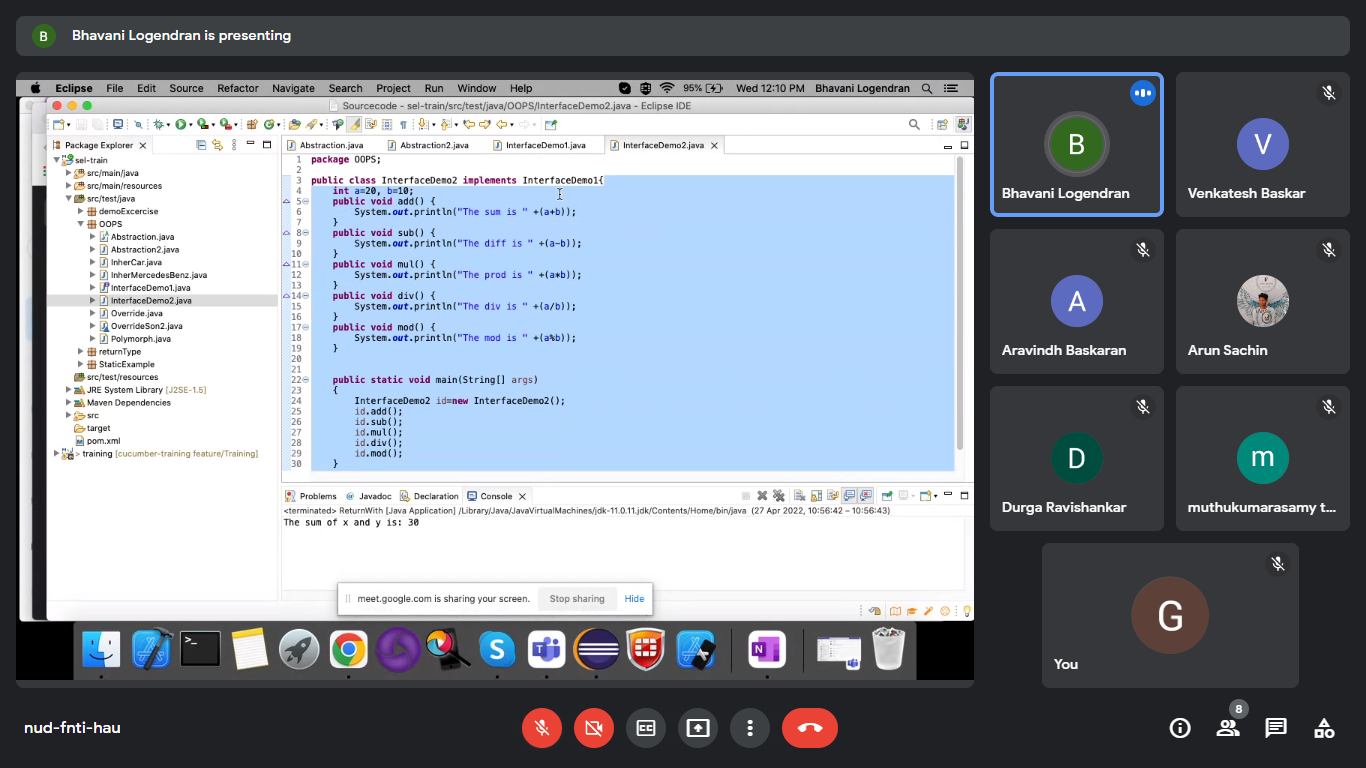 B Bhavani Logendran is presenting
Eclipse File Edit Source Refactor Navigate Search Project Run Window Help 95% Wed 12:10 PM Bhavani Logendran
Sourcecode - sel-train/src/test/java/OOPS/InterfaceDemo2.java - Eclipse IDE
Package Explorer
sel-train
src/main/java
src/main/resources
src/test/java
demoExcercise
OOPS
Abstraction.java
Abstraction2.java
InherCar.java
InherMercedesBenz.java
InterfaceDemo1.java
InterfaceDemo2.java
Override.java
OverrideSon2.java
Polymorph.java
returnType
StaticExample
src/test/resources
JRE System Library [J2SE-1.5]
Maven Dependencies
src
target
pom.xml
> training [cucumber-training feature/Training]
Abstraction.java Abstraction2.java InterfaceDemo1.java InterfaceDemo2.java
1 package OOPS;
2
3 public class InterfaceDemo2 implements InterfaceDemo1{
4 int a=20, b=10;
5 public void add() {
6 System.out.println("The sum is " +(a+b));
7 }
8 public void sub() {
9 System.out.println("The diff is " +(a-b));
10 }
11 public void mul() {
12 System.out.println("The prod is " +(a*b));
13 }
14 public void div() {
15 System.out.println("The div is " +(a/b));
16 }
17 public void mod() {
18 System.out.println("The mod is " +(a%b));
19 }
20
21
22 public static void main(String[] args)
23 {
24 InterfaceDemo2 id=new InterfaceDemo2();
25 id.add();
26 id.sub();
27 id.mul();
28 id.div();
29 id.mod();
30 }
Problems @ Javadoc Declaration Console
<terminated> ReturnWith [Java Application] /Library/Java/JavaVirtualMachines/jdk-11.0.11.jdk/Contents/Home/bin/java (27 Apr 2022, 10:56:42 – 10:56:43)
The sum of x and y is: 30
meet.google.com is sharing your screen. Stop sharing Hide
B
Bhavani Logendran
V
Venkatesh Baskar
A
Aravindh Baskaran
Arun Sachin
D
Durga Ravishankar
m
muthukumarasamy t...
G
You
nud-fnti-hau
8